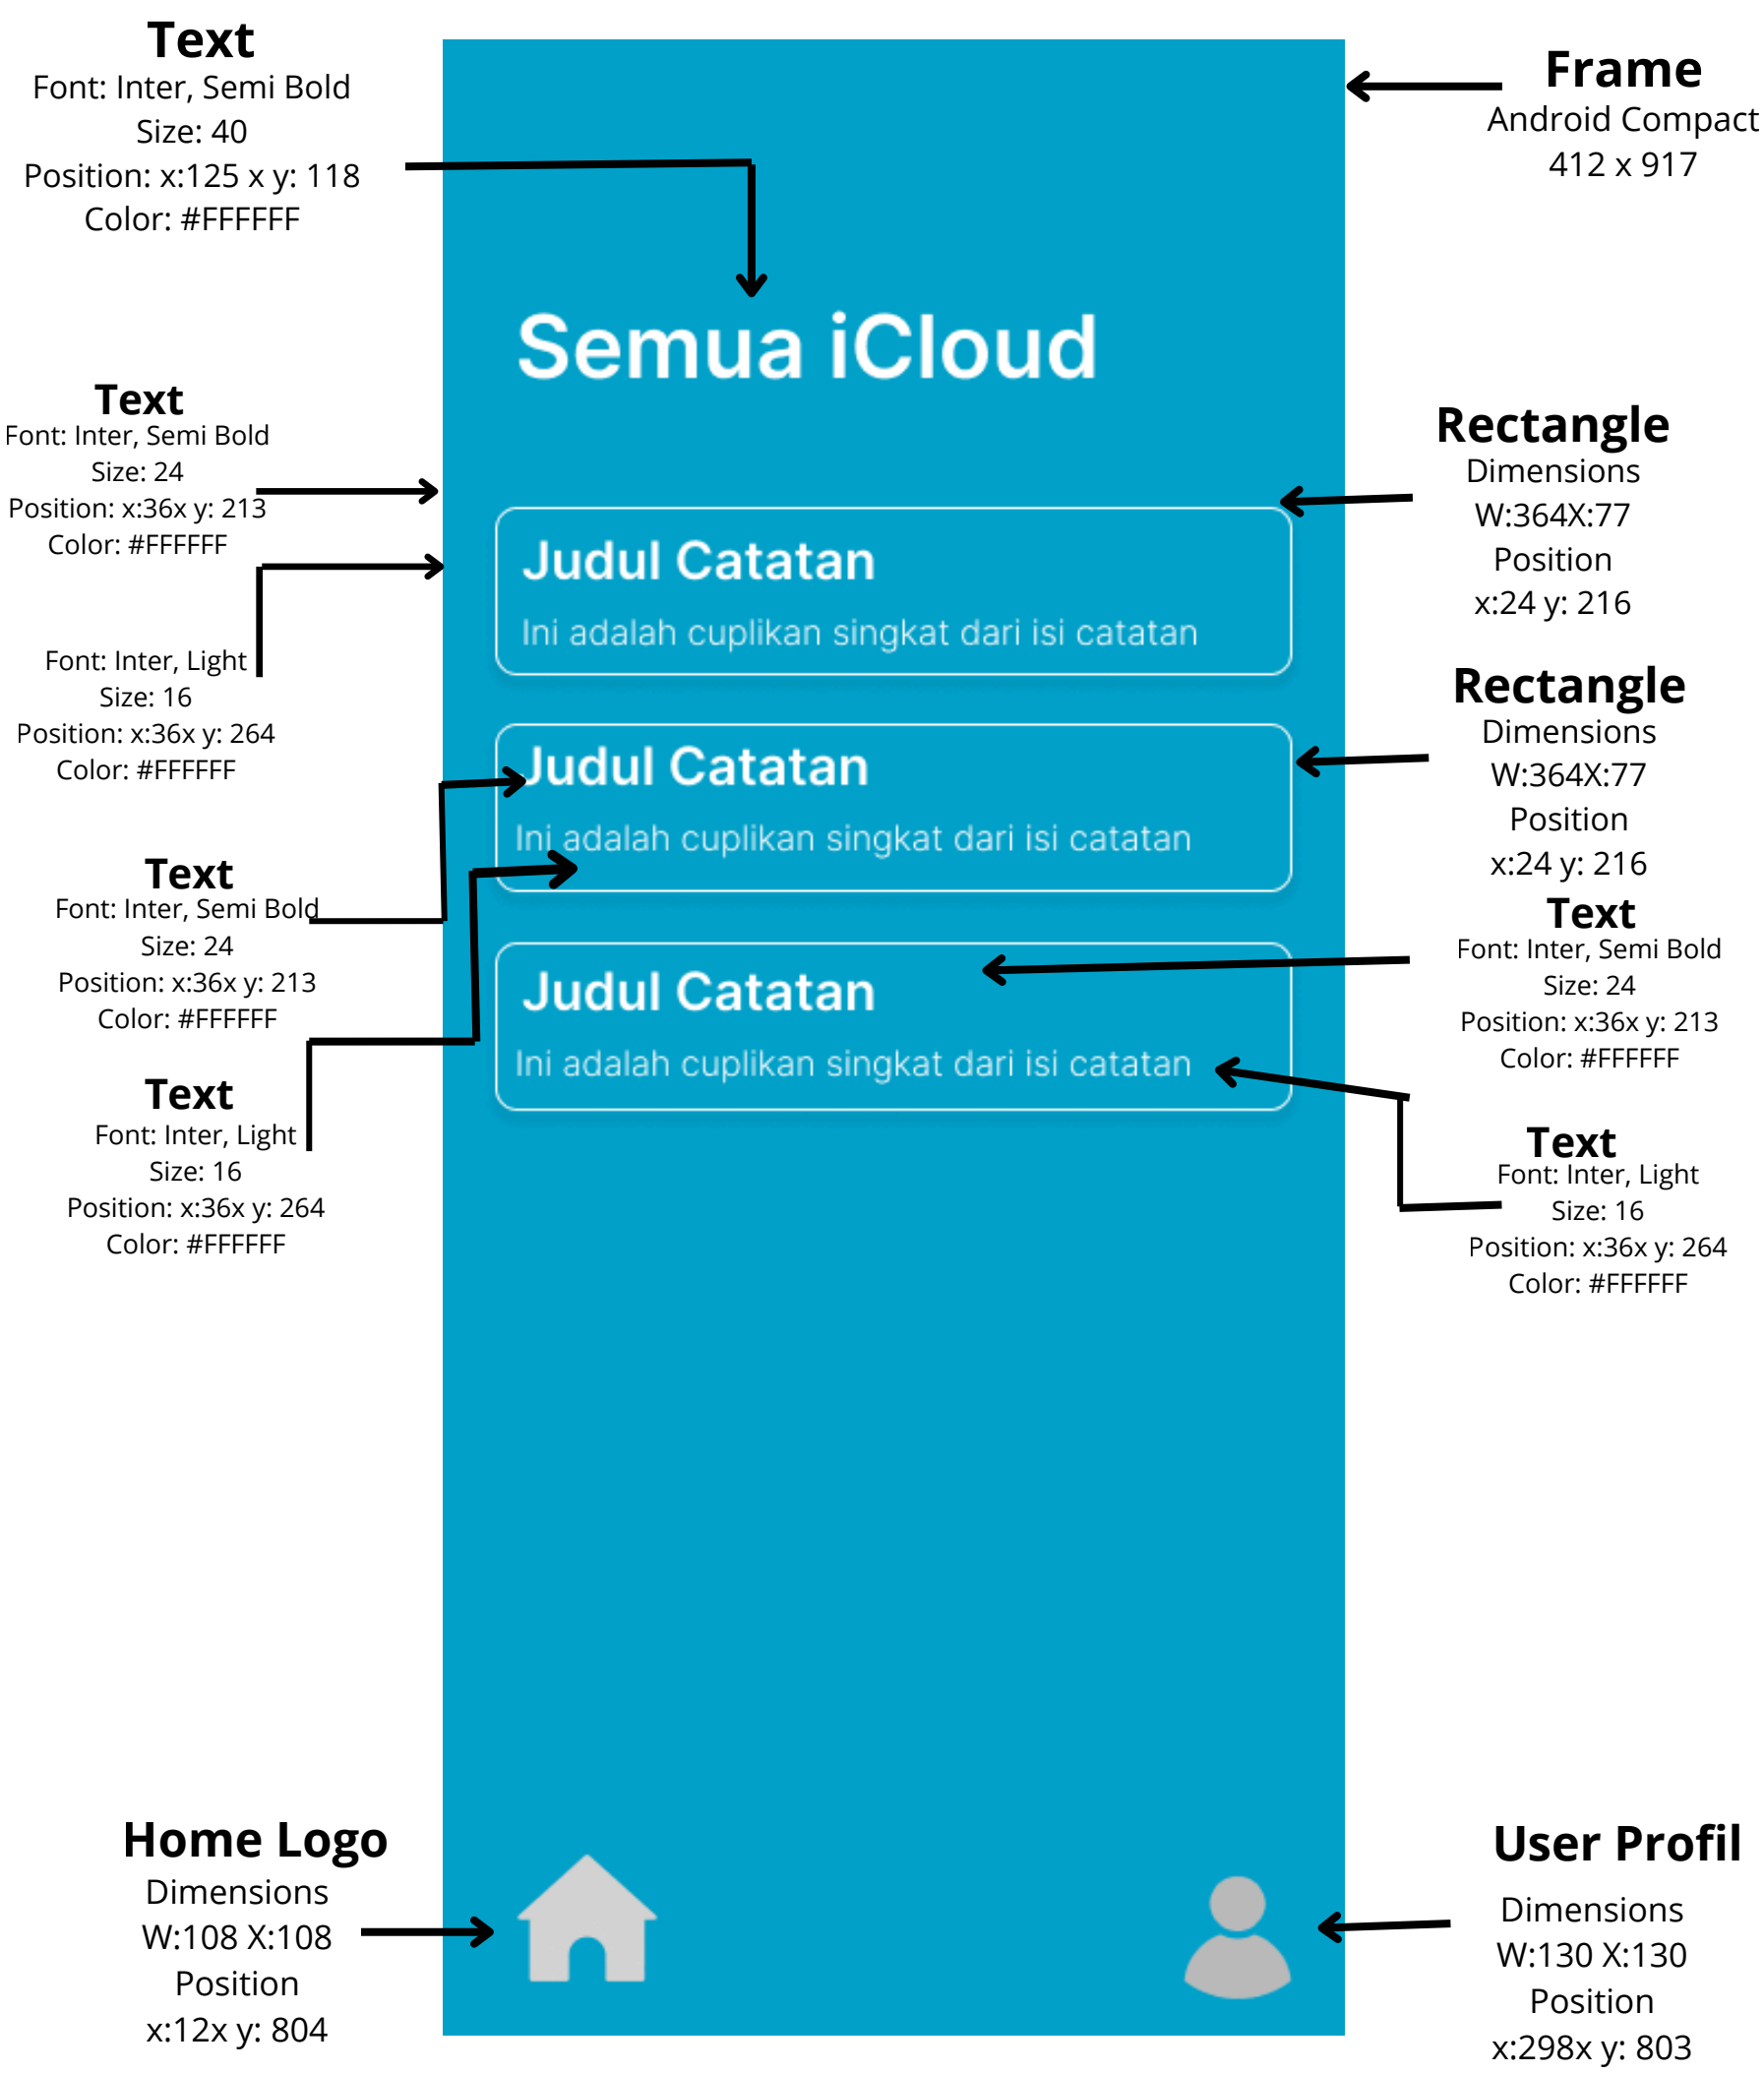 Text
Font: Inter, Semi Bold
Size: 40
Position: x:125 x y: 118
Color: #FFFFFF
Frame
Android Compact
412 x 917
Semua iCloud
Text
Font: Inter, Semi Bold
Size: 24
Position: x:36x y: 213
Color: #FFFFFF
Font: Inter, Light
Size: 16
Position: x:36x y: 264
Color: #FFFFFF
Text
Font: Inter, Semi Bold
Size: 24
Position: x:36x y: 213
Color: #FFFFFF
Text
Font: Inter, Light
Size: 16
Position: x:36x y: 264
Color: #FFFFFF
Judul Catatan
Ini adalah cuplikan singkat dari isi catatan
Judul Catatan
Ini adalah cuplikan singkat dari isi catatan
Judul Catatan
Ini adalah cuplikan singkat dari isi catatan
Rectangle
Dimensions
W:364X:77
Position
x:24 y: 216
Rectangle
Dimensions
W:364X:77
Position
x:24 y: 216
Text
Font: Inter, Semi Bold
Size: 24
Position: x:36x y: 213
Color: #FFFFFF
Text
Font: Inter, Light
Size: 16
Position: x:36x y: 264
Color: #FFFFFF
Home Logo
Dimensions
W:108 X:108
Position
x:12x y: 804
User Profil
Dimensions
W:130 X:130
Position
x:298x y: 803